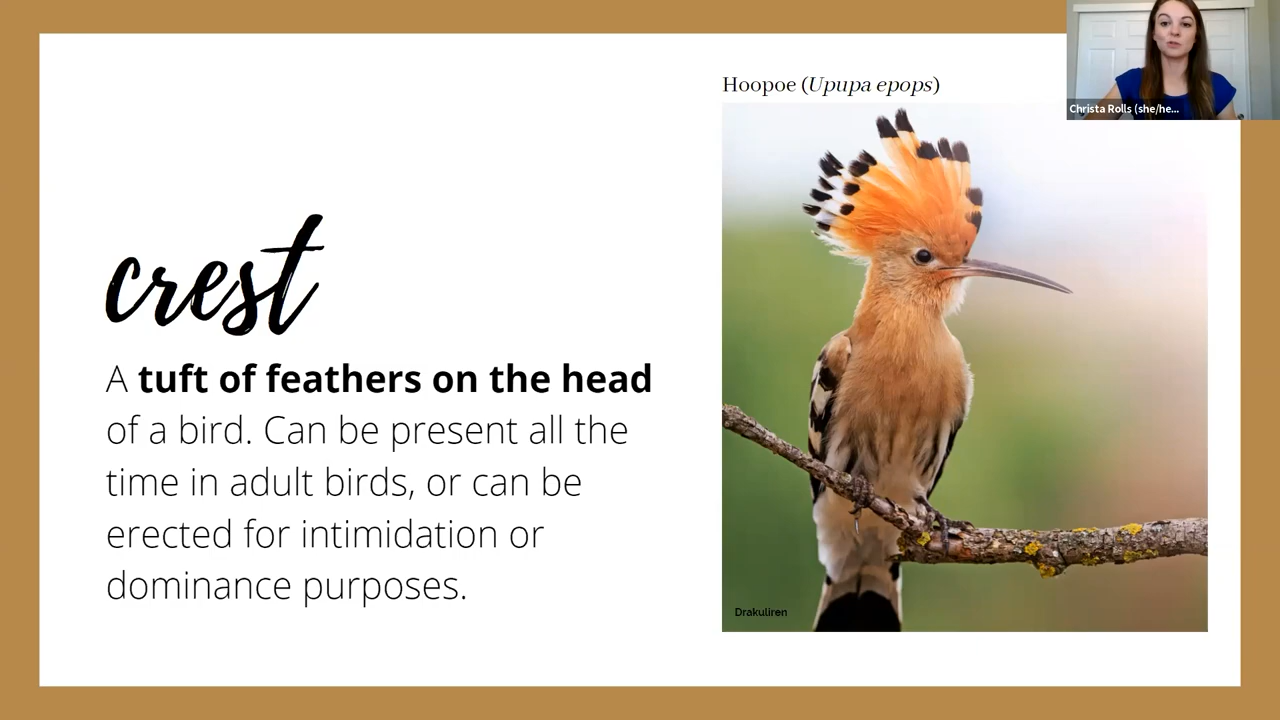 Hoopoe (Upupa epops)
Christa Rolls (she/he...
crest
A tuft of feathers on the head
of a bird. Can be present all the
time in adult birds, or can be
erected for intimidation or
dominance purposes.
Drakuliren